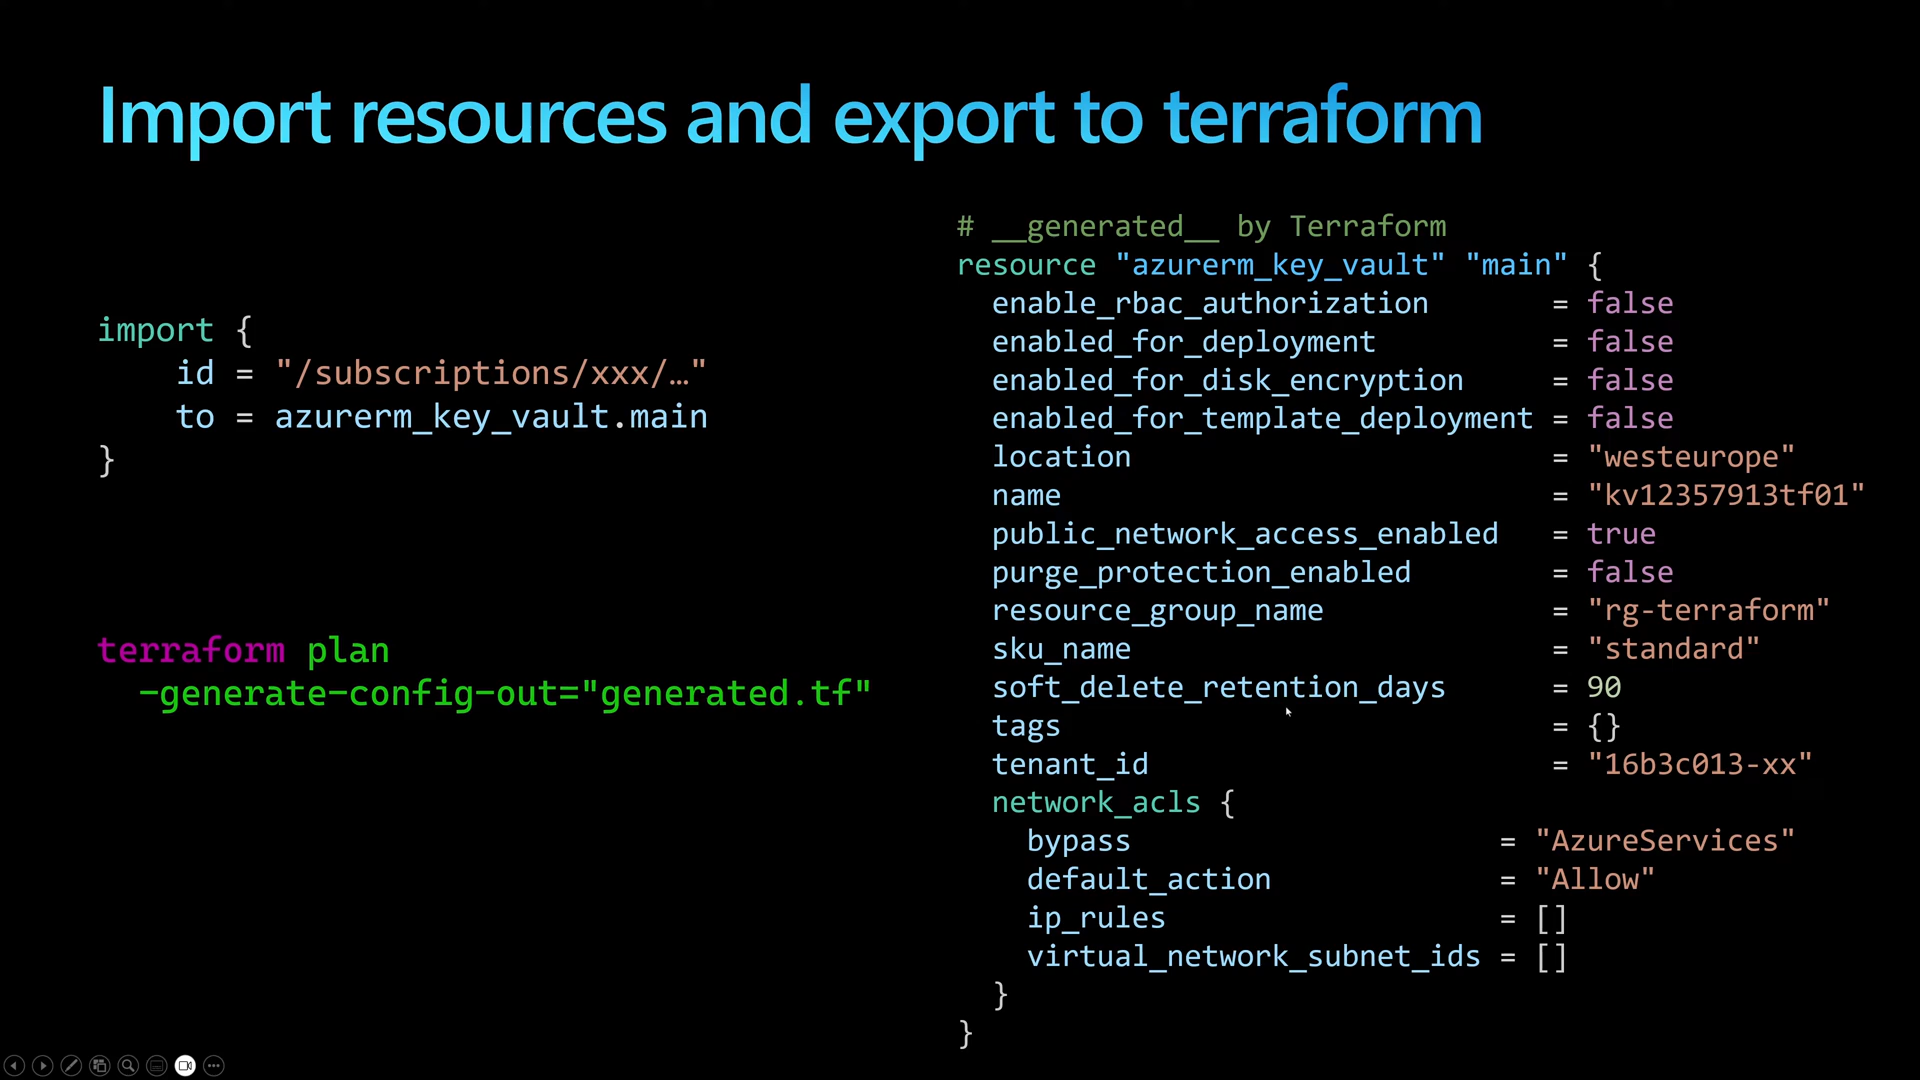 Import resources and export to terraform
import {
    id = "/subscriptions/xxx/…"
    to = azurerm_key_vault.main
}
terraform plan
  -generate-config-out="generated.tf"
# __generated__ by Terraform
resource "azurerm_key_vault" "main" {
  enable_rbac_authorization       = false
  enabled_for_deployment          = false
  enabled_for_disk_encryption     = false
  enabled_for_template_deployment = false
  location                        = "westeurope"
  name                            = "kv12357913tf01"
  public_network_access_enabled   = true
  purge_protection_enabled        = false
  resource_group_name             = "rg-terraform"
  sku_name                        = "standard"
  soft_delete_retention_days      = 90
  tags                            = {}
  tenant_id                       = "16b3c013-xx"
  network_acls {
    bypass                     = "AzureServices"
    default_action             = "Allow"
    ip_rules                   = []
    virtual_network_subnet_ids = []
  }
}